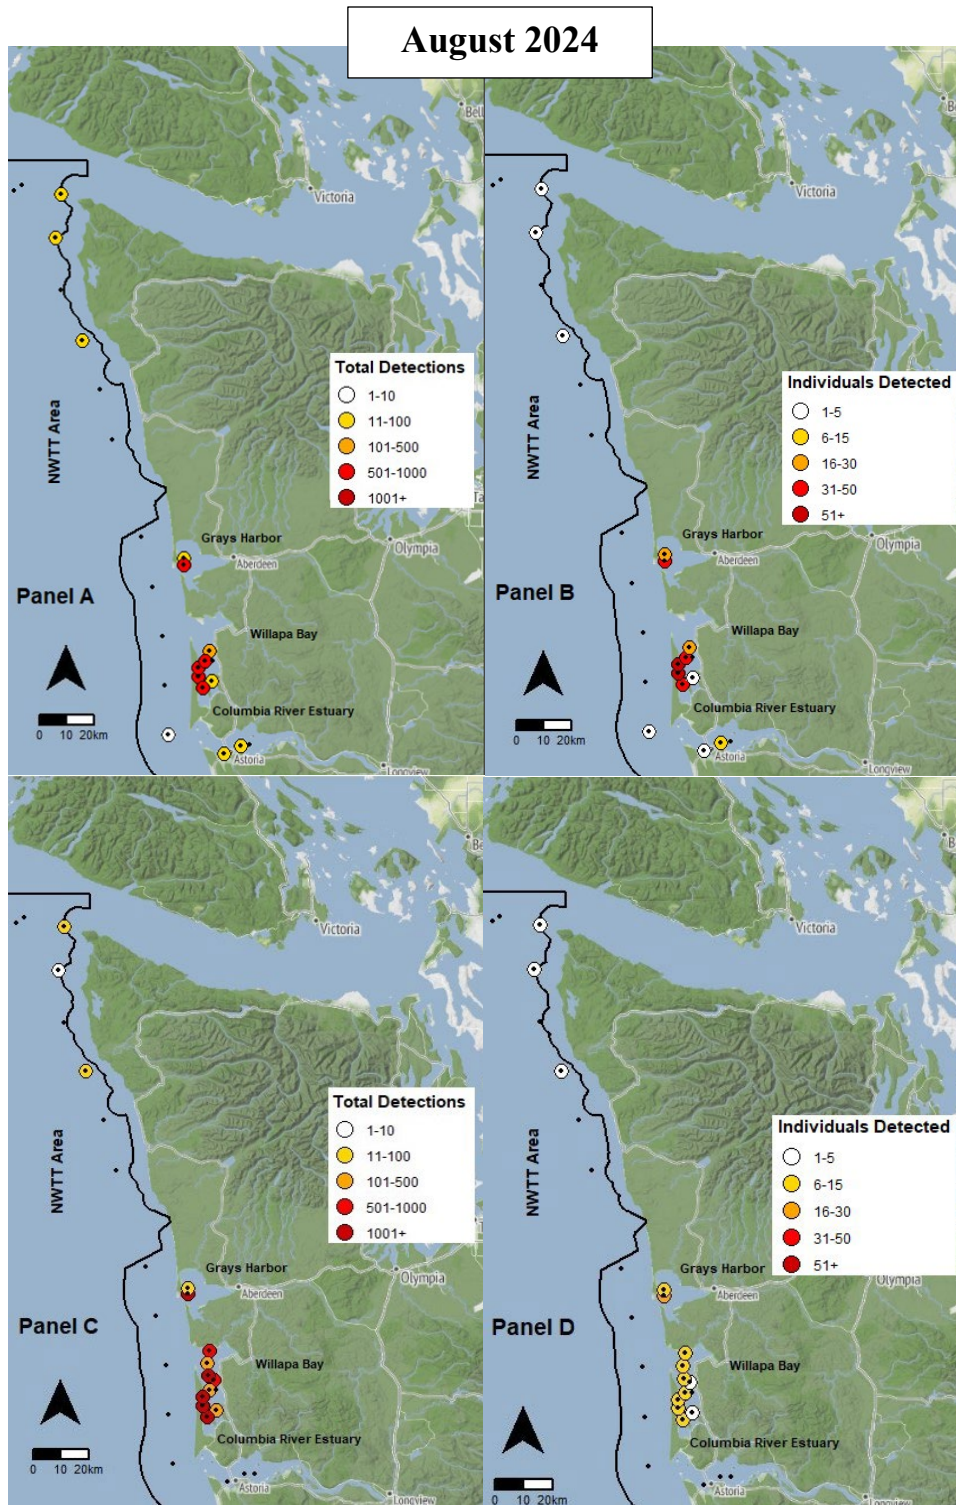 August 2024
Bel
Victoria
NWTT Area
Total Detections
1-10
11-100
101-500
501-1000
1001+
Ta
Grays Harbor
Aberdeen
Olympia
Panel A
Willapa Bay
0 10 20km
Columbia River Estuary
Astoria
Longview
Be
Victoria
NWTT Area
Individuals Detected
1-5
6-15
16-30
31-50
51+
Grays Harbor
Aberdeen
Olympia
Panel B
Willapa Bay
0 10 20km
Columbia River Estuary
Astoria
Longview
Be
Victoria
NWTT Area
Total Detections
1-10
11-100
101-500
501-1000
1001+
Grays Harbor
Aberdeen
Olympia
Panel C
Willapa Bay
Columbia River Estuary
0 10 20km
Astoria
Longview
B
Victoria
NWTT Area
Individuals Detected
1-5
6-15
16-30
31-50
51+
Grays Harbor
Aberdeen
Olympia
Panel D
Willapa Bay
Columbia River Estuary
0 10 20km
Astoria
Longview